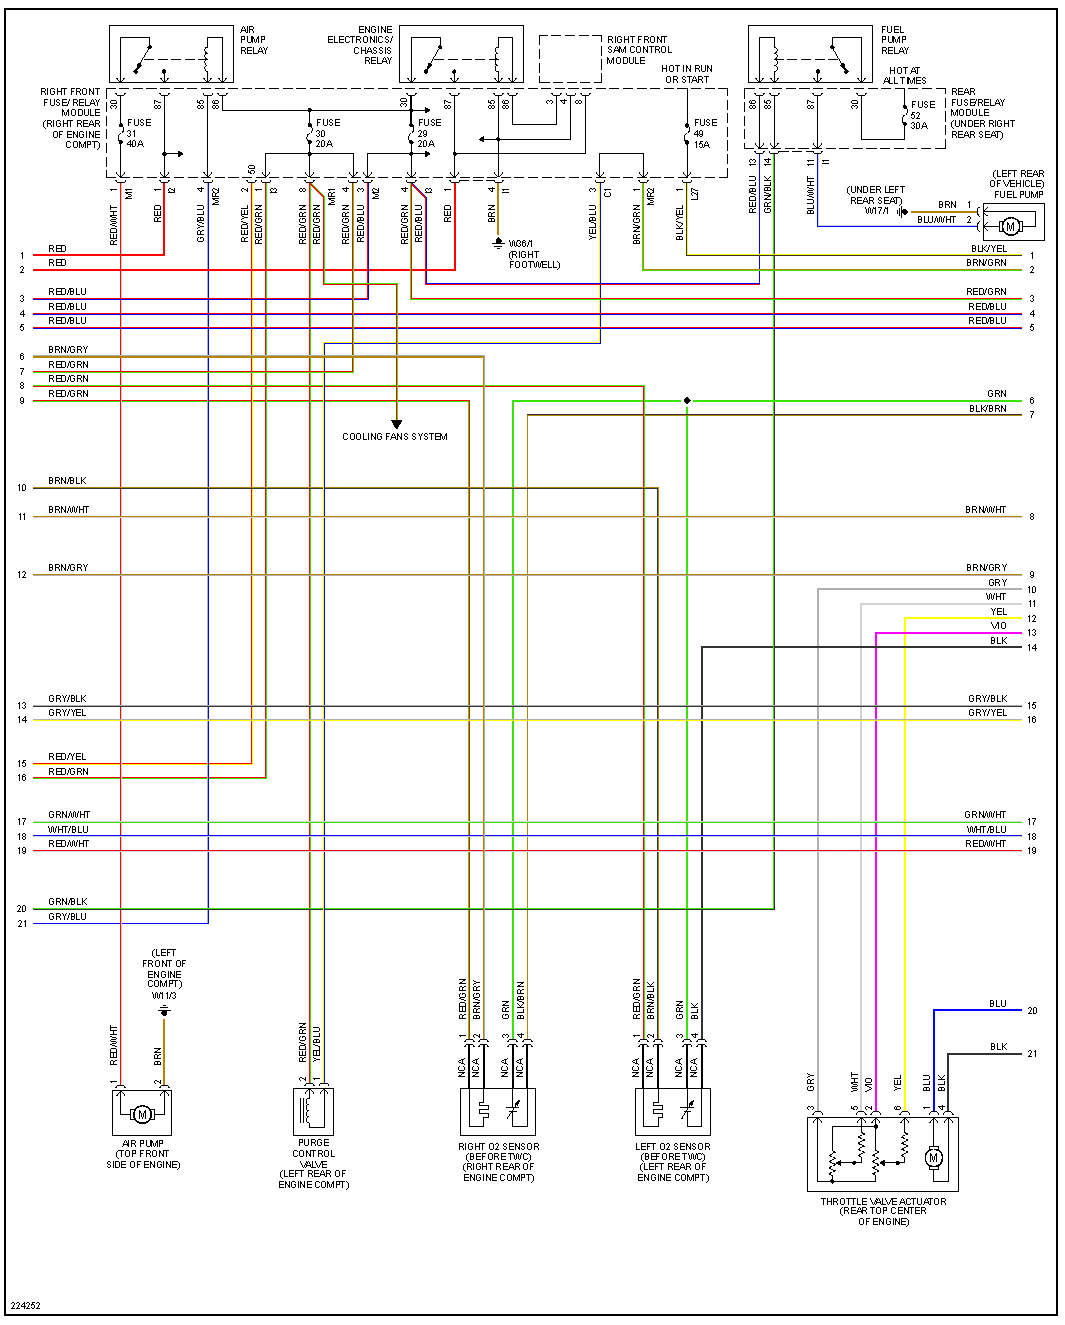 AIR
PUMP
RELAY
ENGINE
ELECTRONICS/
CHASSIS
RELAY
RIGHT FRONT
SAM CONTROL
MODULE
HOT IN RUN
OR START
FUEL
PUMP
RELAY
HOT AT
ALL TIMES
RIGHT FRONT
FUSE/RELAY
MODULE
(RIGHT REAR
OF ENGINE
COMPT)
30
87
85
86
30
87
85
86
3
4
8
86
85
87
30
FUSE
31
40A
FUSE
30
20A
FUSE
29
20A
FUSE
49
15A
FUSE
52
30A
REAR
FUSE/RELAY
MODULE
(UNDER RIGHT
REAR SEAT)
50
1
M1
1
I2
4
MR2
2
1
I3
8
MR1
4
3
M2
4
I3
1
4
I1
3
C1
2
MR2
1
L27
13
14
11
I1
RED/WHT
RED
GRY/BLU
RED/YEL
RED/GRN
RED/GRN
RED/GRN
RED/GRN
RED/BLU
RED/GRN
RED/BLU
RED
BRN
YEL/BLU
BRN/GRN
BLK/YEL
RED/BLU
GRN/BLK
BLU/WHT
W36/1
(RIGHT
FOOTWELL)
(UNDER LEFT
REAR SEAT)
W17/1
BRN 1
BLU/WHT 2
(LEFT REAR
OF VEHICLE)
FUEL PUMP
M
1 RED
2 RED
3 RED/BLU
4 RED/BLU
5 RED/BLU
6 BRN/GRY
7 RED/GRN
8 RED/GRN
9 RED/GRN
10 BRN/BLK
11 BRN/WHT
12 BRN/GRY
13 GRY/BLK
14 GRY/YEL
15 RED/YEL
16 RED/GRN
17 GRN/WHT
18 WHT/BLU
19 RED/WHT
20 GRN/BLK
21 GRY/BLU
BLK/YEL 1
BRN/GRN 2
RED/GRN 3
RED/BLU 4
RED/BLU 5
GRN 6
BLK/BRN 7
BRN/WHT 8
BRN/GRY 9
GRY 10
WHT 11
YEL 12
VIO 13
BLK 14
GRY/BLK 15
GRY/YEL 16
GRN/WHT 17
WHT/BLU 18
RED/WHT 19
BLU 20
BLK 21
COOLING FANS SYSTEM
(LEFT
FRONT OF
ENGINE
COMPT)
W11/3
RED/WHT
1
BRN
2
M
AIR PUMP
(TOP FRONT
SIDE OF ENGINE)
RED/GRN
2
YEL/BLU
1
PURGE
CONTROL
VALVE
(LEFT REAR OF
ENGINE COMPT)
RED/GRN
1
BRN/GRY
2
GRN
3
BLK/BRN
4
NCA
NCA
NCA
NCA
RIGHT O2 SENSOR
(BEFORE TWC)
(RIGHT REAR OF
ENGINE COMPT)
RED/GRN
1
BRN/BLK
2
GRN
3
BLK
4
NCA
NCA
NCA
NCA
LEFT O2 SENSOR
(BEFORE TWC)
(LEFT REAR OF
ENGINE COMPT)
GRY
3
WHT
5
VIO
2
YEL
6
BLU
1
BLK
4
M
THROTTLE VALVE ACTUATOR
(REAR TOP CENTER
OF ENGINE)
224252